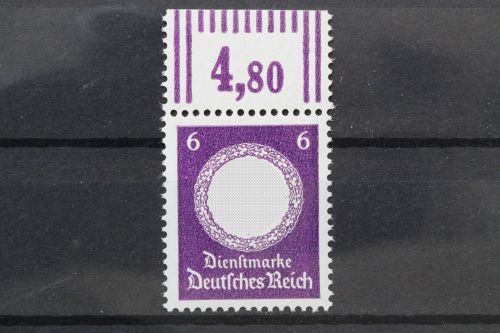 4,80
6 6
Dienstmarke
Deutsches Reich